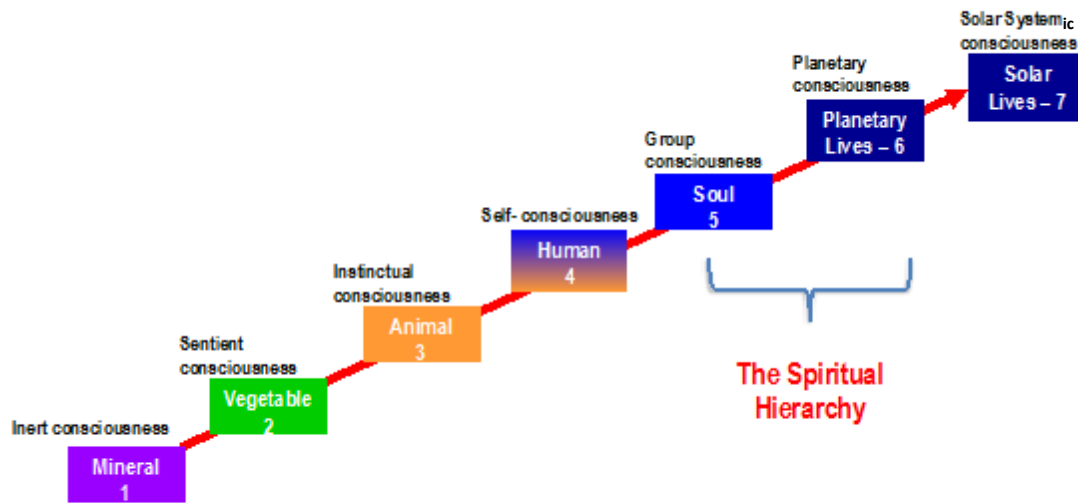 Solar Systemic
consciousness
Solar
Lives – 7
Planetary
consciousness
Planetary
Lives – 6
Group
consciousness
Soul
5
Self- consciousness
Human
4
Instinctual
consciousness
Animal
3
Sentient
consciousness
Vegetable
2
Inert consciousness
Mineral
1
The Spiritual
Hierarchy